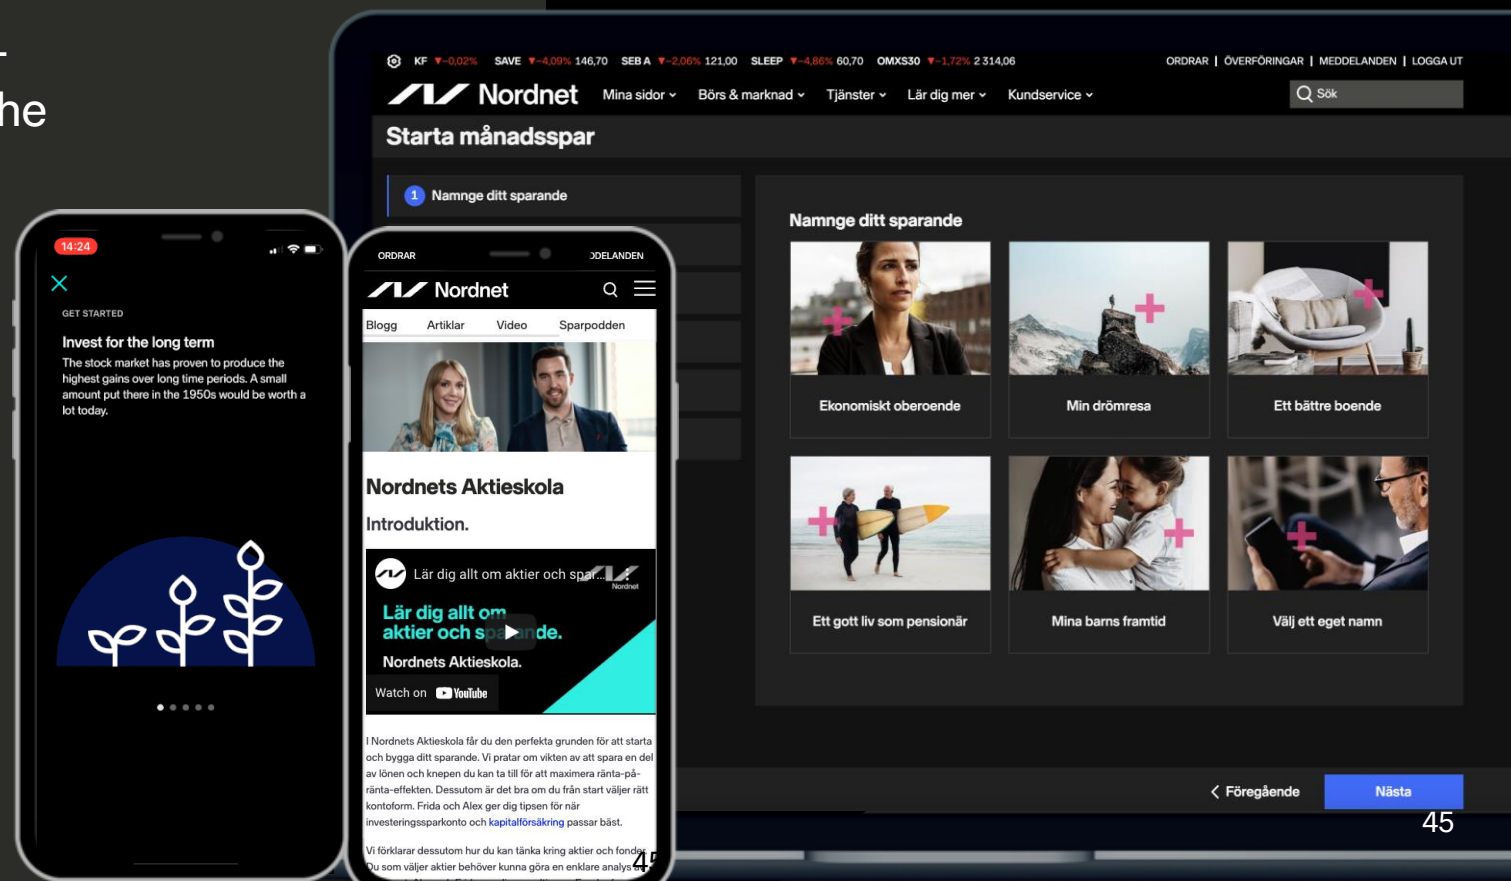 he
KF ▼-0,02% SAVE ▼-4,09% 146,70 SEB A ▼-2,06% 121,00 SLEEP ▼-4,86% 60,70 OMXS30 ▼-1,72% 2 314,06
ORDRAR | ÖVERFÖRINGAR | MEDDELANDEN | LOGGA UT
Nordnet Mina sidor Börs & marknad Tjänster Lär dig mer Kundservice
Sök
Starta månadsspar
1 Namnge ditt sparande
Namnge ditt sparande
Ekonomiskt oberoende
Min drömresa
Ett bättre boende
Ett gott liv som pensionär
Mina barns framtid
Välj ett eget namn
Föregående
Nästa
45
14:24
GET STARTED
Invest for the long term
The stock market has proven to produce the
highest gains over long time periods. A small
amount put there in the 1950s would be worth a
lot today.
ORDRAR
DDELANDEN
Nordnet
Blogg Artiklar Video Sparpodden
Nordnets Aktieskola
Introduktion.
Lär dig allt om aktier och spar...
Nordnet
Lär dig allt om
aktier och sparande.
Nordnets Aktieskola.
Watch on YouTube
I Nordnets Aktieskola får du den perfekta grunden för att starta
och bygga ditt sparande. Vi pratar om vikten av att spara en del
av lönen och knepen du kan ta till för att maximera ränta-på-
ränta-effekten. Dessutom är det bra om du från start väljer rätt
kontoform. Frida och Alex ger dig tipsen för när
investeringssparkonto och kapitalförsäkring passar bäst.
Vi förklarar dessutom hur du kan tänka kring aktier och fonder.
Du som väljer aktier behöver kunna göra en enklare analys
45